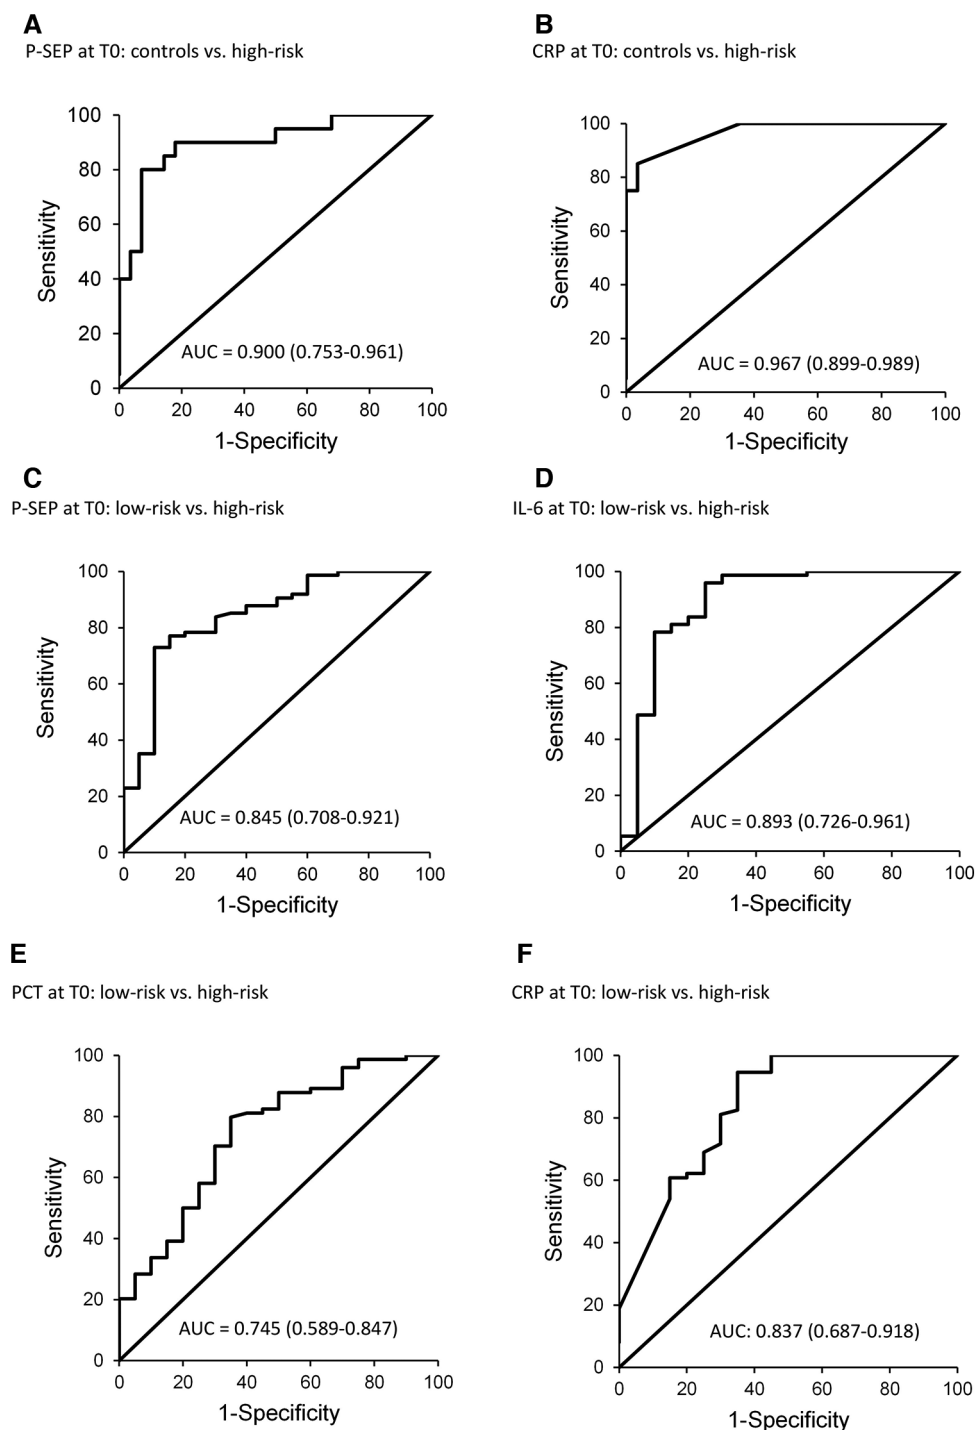 A
P-SEP at T0: controls vs. high-risk
100
80
60
40
20
0
Sensitivity
AUC = 0.900 (0.753-0.961)
0 20 40 60 80 100
1-Specificity
B
CRP at T0: controls vs. high-risk
100
80
60
40
20
0
Sensitivity
AUC = 0.967 (0.899-0.989)
0 20 40 60 80 100
1-Specificity
C
P-SEP at T0: low-risk vs. high-risk
100
80
60
40
20
0
Sensitivity
AUC = 0.845 (0.708-0.921)
0 20 40 60 80 100
1-Specificity
D
IL-6 at T0: low-risk vs. high-risk
100
80
60
40
20
0
Sensitivity
AUC = 0.893 (0.726-0.961)
0 20 40 60 80 100
1-Specificity
E
PCT at T0: low-risk vs. high-risk
100
80
60
40
20
0
Sensitivity
AUC = 0.745 (0.589-0.847)
0 20 40 60 80 100
1-Specificity
F
CRP at T0: low-risk vs. high-risk
100
80
60
40
20
0
Sensitivity
AUC: 0.837 (0.687-0.918)
0 20 40 60 80 100
1-Specificity